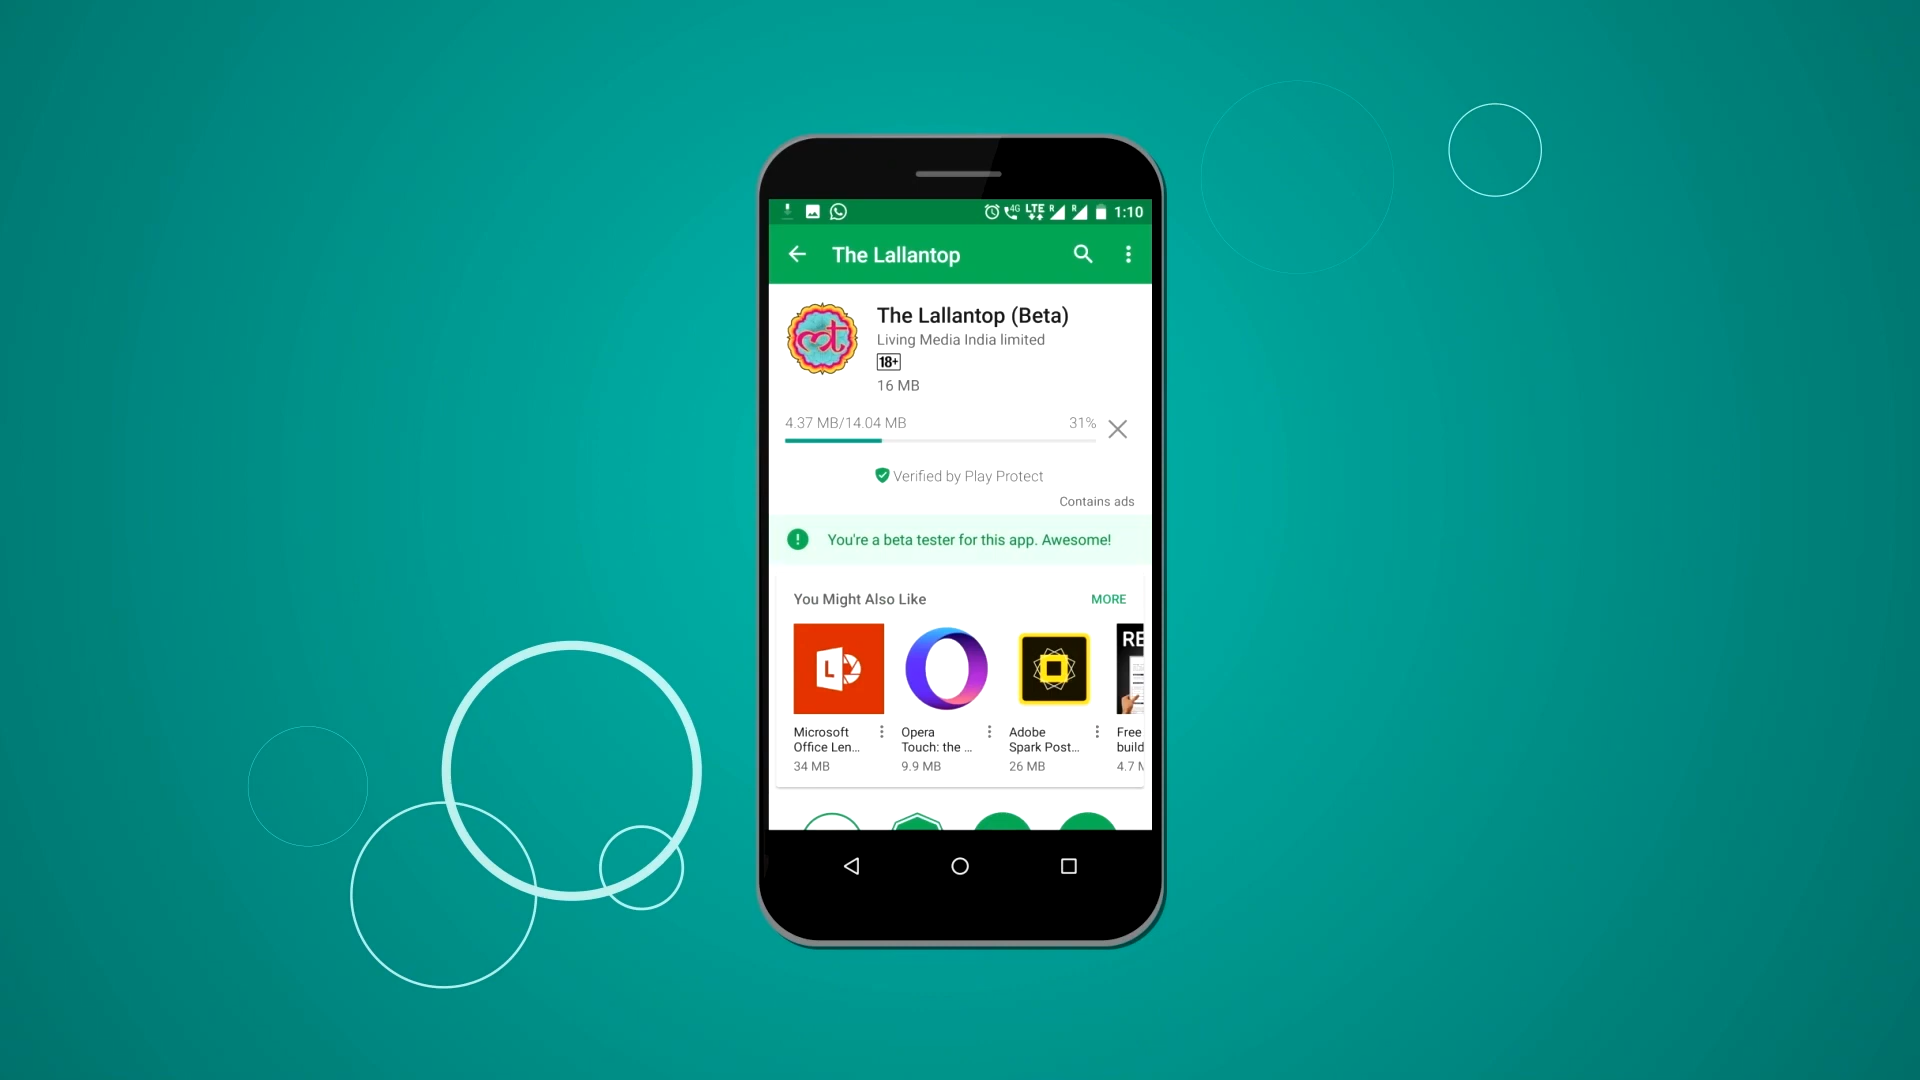 4G LTE R R 1:10
The Lallantop
The Lallantop (Beta)
Living Media India limited
18+
16 MB
4.37 MB/14.04 MB 31%
Verified by Play Protect
Contains ads
You're a beta tester for this app. Awesome!
You Might Also Like MORE
L
RE
Microsoft
Office Len...
34 MB
Opera
Touch: the ...
9.9 MB
Adobe
Spark Post...
26 MB
Free
build
4.7